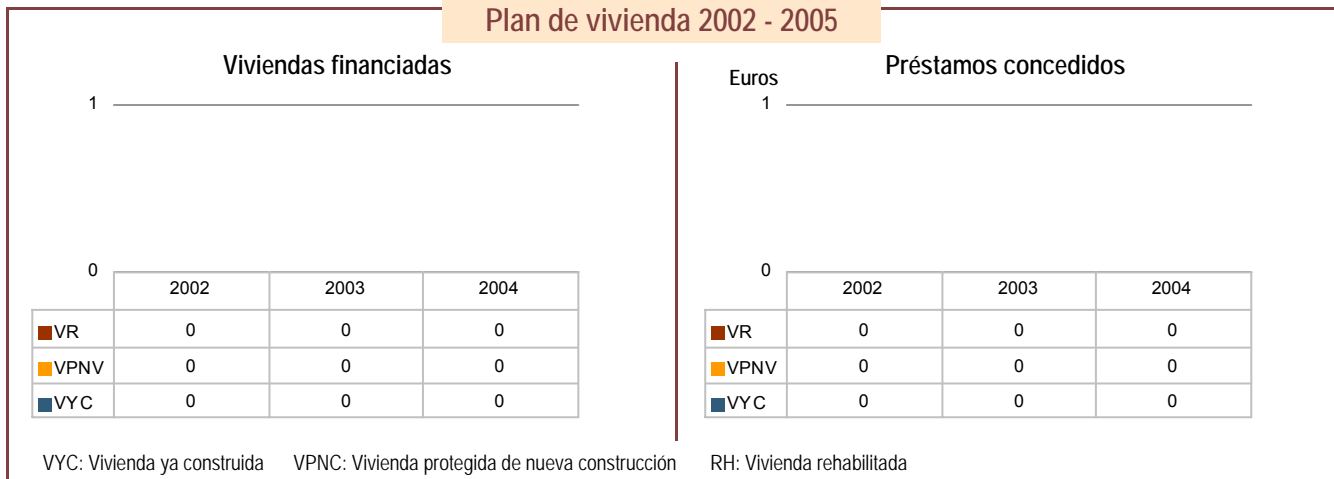 Plan de vivienda 2002 - 2005
Viviendas financiadas
1
0
2002 2003 2004
VR 0 0 0
VPNV 0 0 0
VYC 0 0 0
Préstamos concedidos
Euros
1
0
2002 2003 2004
VR 0 0 0
VPNV 0 0 0
VYC 0 0 0
VYC: Vivienda ya construida VPNC: Vivienda protegida de nueva construcción RH: Vivienda rehabilitada